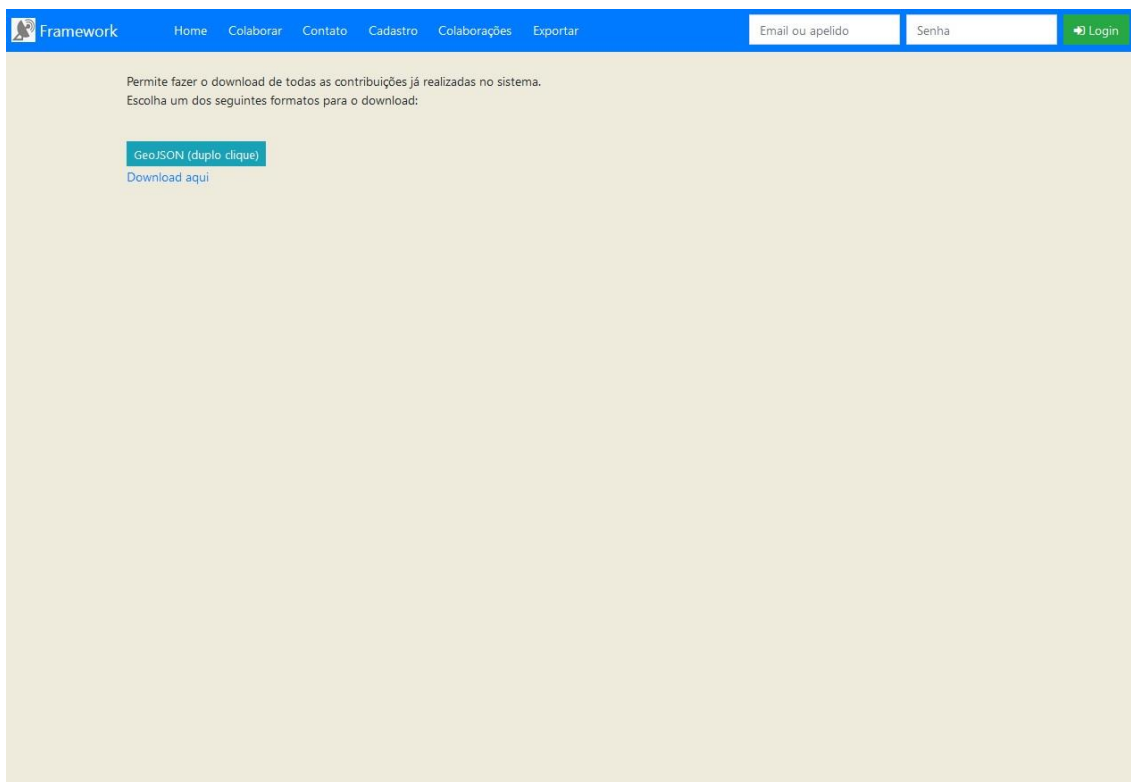 Framework Home Colaborar Contato Cadastro Colaborações Exportar Email ou apelido Senha Login
Permite fazer o download de todas as contribuições já realizadas no sistema.
Escolha um dos seguintes formatos para o download:
GeoJSON (duplo clique)
Download aqui